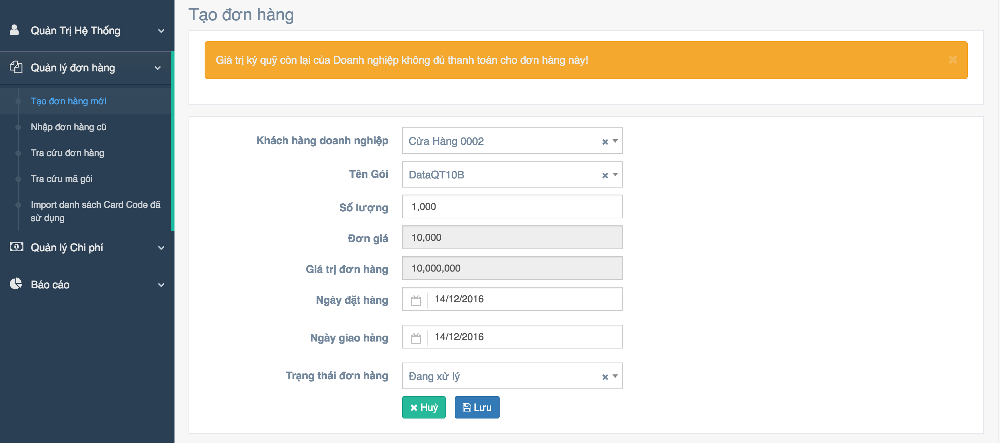 Quản Trị Hệ Thống
Quản lý đơn hàng
Tạo đơn hàng mới
Nhập đơn hàng cũ
Tra cứu đơn hàng
Tra cứu mã gói
Import danh sách Card Code đã
sử dụng
Quản lý Chi phí
Báo cáo
Tạo đơn hàng
Giá trị ký quỹ còn lại của Doanh nghiệp không đủ thanh toán cho đơn hàng này!
Khách hàng doanh nghiệp Cửa Hàng 0002
Tên Gói DataQT10B
Số lượng 1,000
Đơn giá 10,000
Giá trị đơn hàng 10,000,000
Ngày đặt hàng 14/12/2016
Ngày giao hàng 14/12/2016
Trạng thái đơn hàng Đang xử lý
Huỷ Lưu